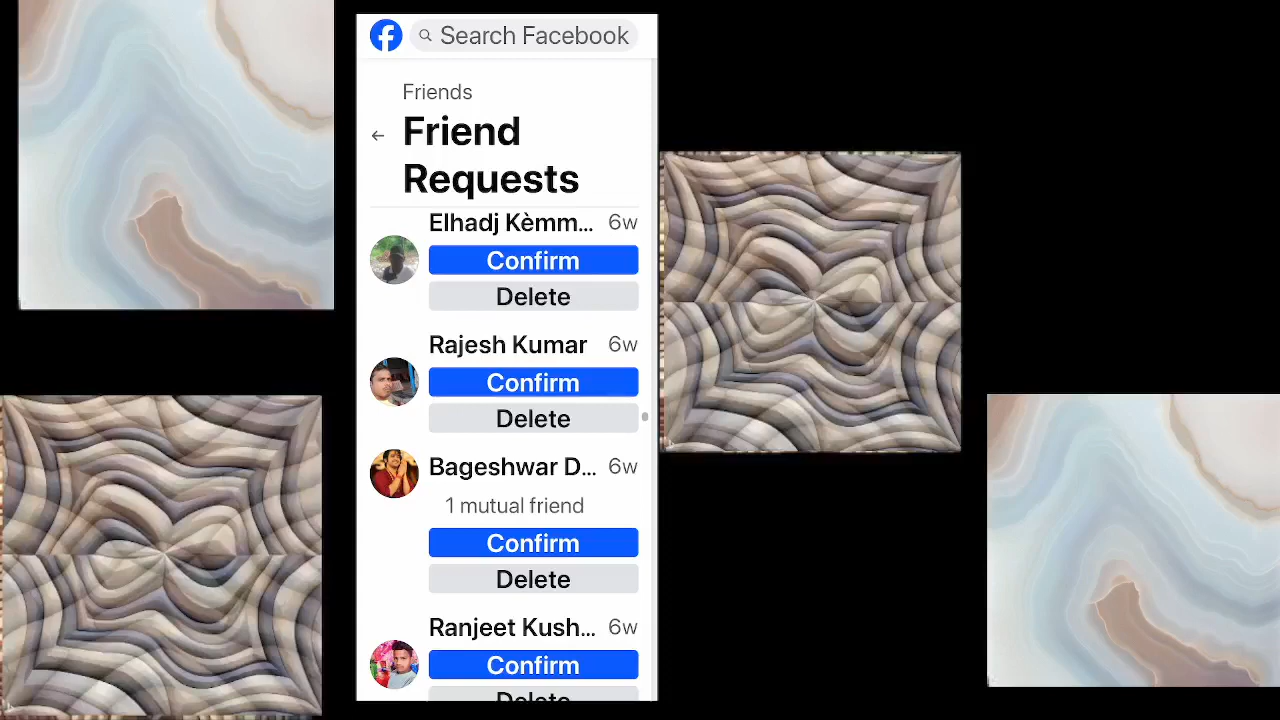 Search Facebook
Friends
Friend
Requests
Elhadj Kèmm... 6w
Confirm
Delete
Rajesh Kumar 6w
Confirm
Delete
Bageshwar D... 6w
1 mutual friend
Confirm
Delete
Ranjeet Kush... 6w
Confirm
Delete